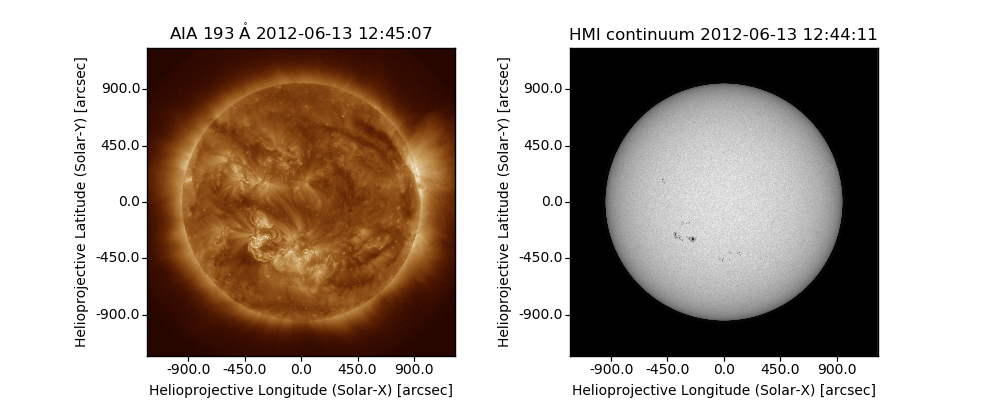 AIA 193 Å 2012-06-13 12:45:07
Helioprojective Latitude (Solar-Y) [arcsec]
900.0
450.0
0.0
-450.0
-900.0
-900.0 -450.0 0.0 450.0 900.0
Helioprojective Longitude (Solar-X) [arcsec]
HMI continuum 2012-06-13 12:44:11
Helioprojective Latitude (Solar-Y) [arcsec]
900.0
450.0
0.0
-450.0
-900.0
-900.0 -450.0 0.0 450.0 900.0
Helioprojective Longitude (Solar-X) [arcsec]